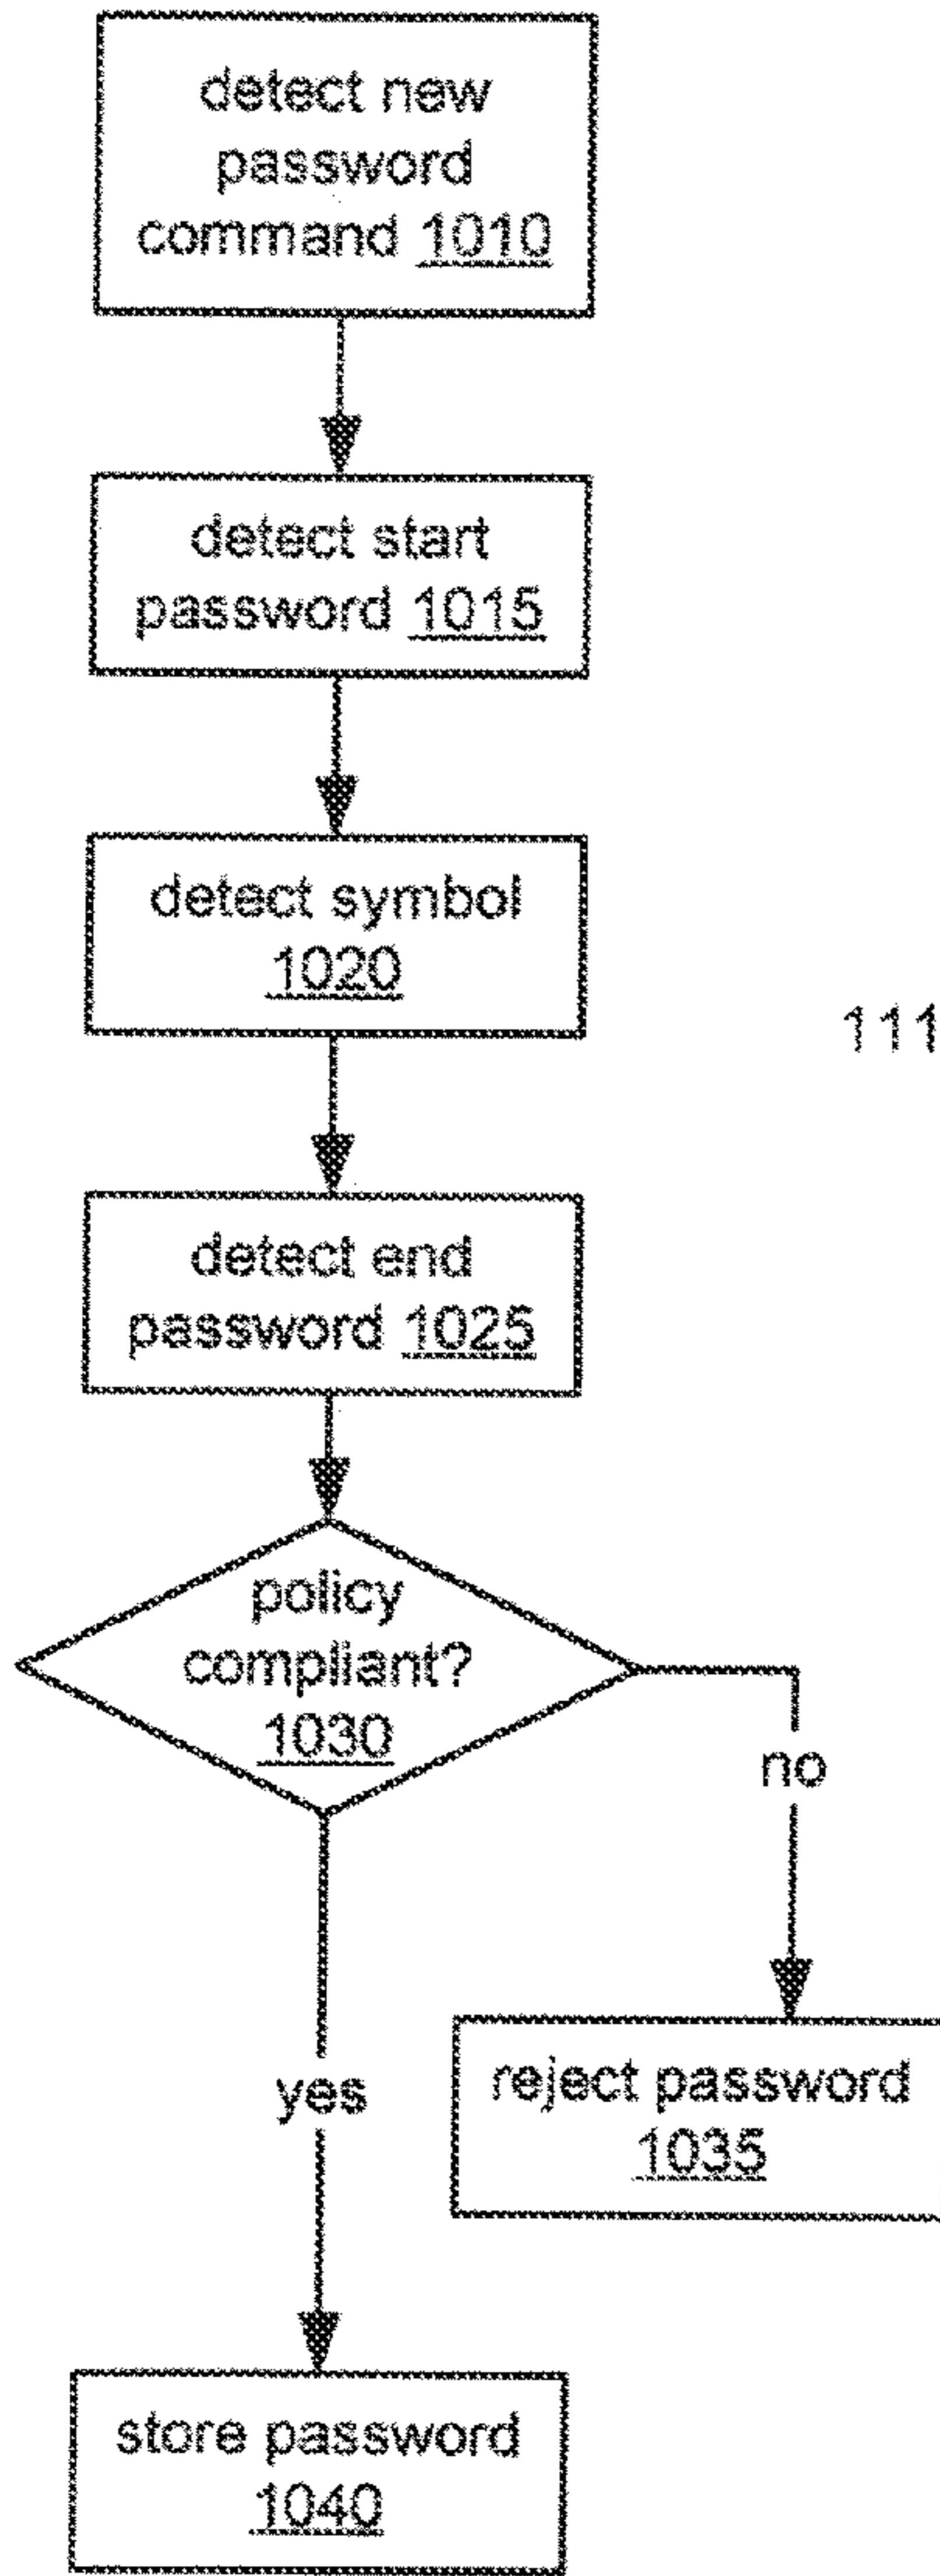 detect new
password
command 1010
detect start
password 1015
detect symbol
1020
111
detect end
password 1025
policy
compliant?
1030
no
yes
reject password
1035
store password
1040